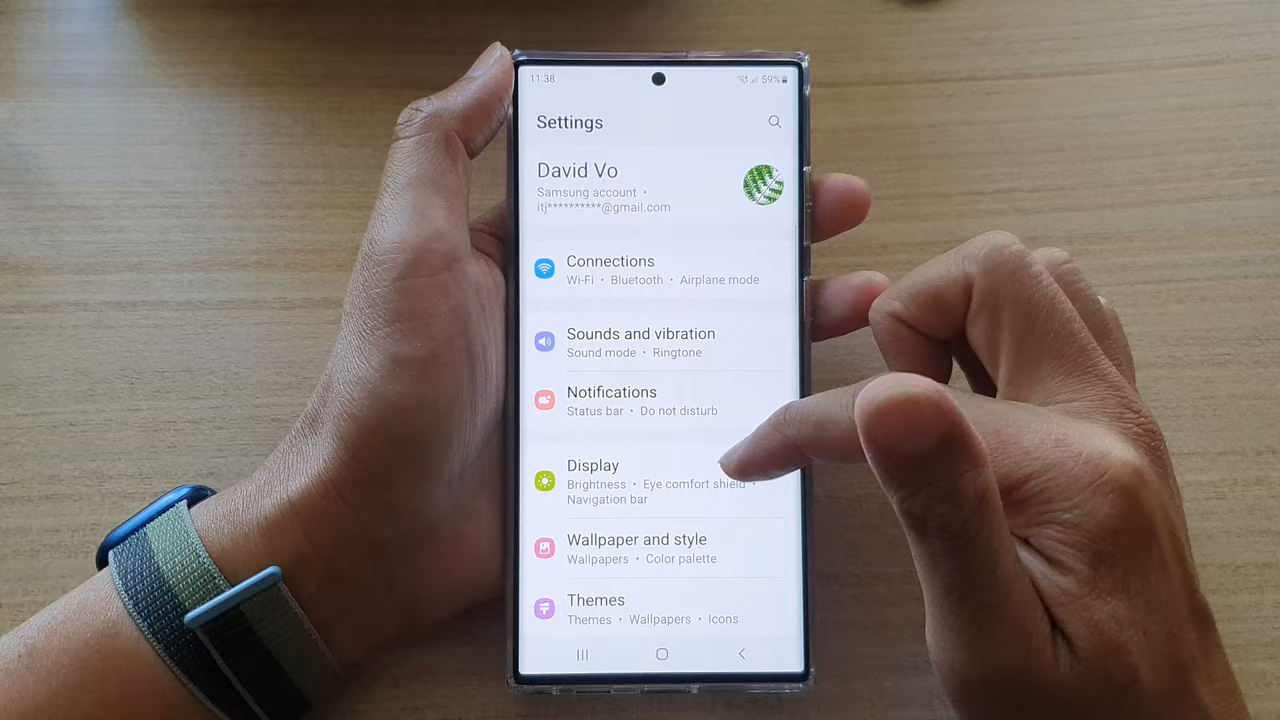 11:38
59%
Settings
David Vo
Samsung account •
itj**********@gmail.com
Connections
Wi-Fi • Bluetooth • Airplane mode
Sounds and vibration
Sound mode • Ringtone
Notifications
Status bar • Do not disturb
Display
Brightness • Eye comfort shield •
Navigation bar
Wallpaper and style
Wallpapers • Color palette
Themes
Themes • Wallpapers • Icons